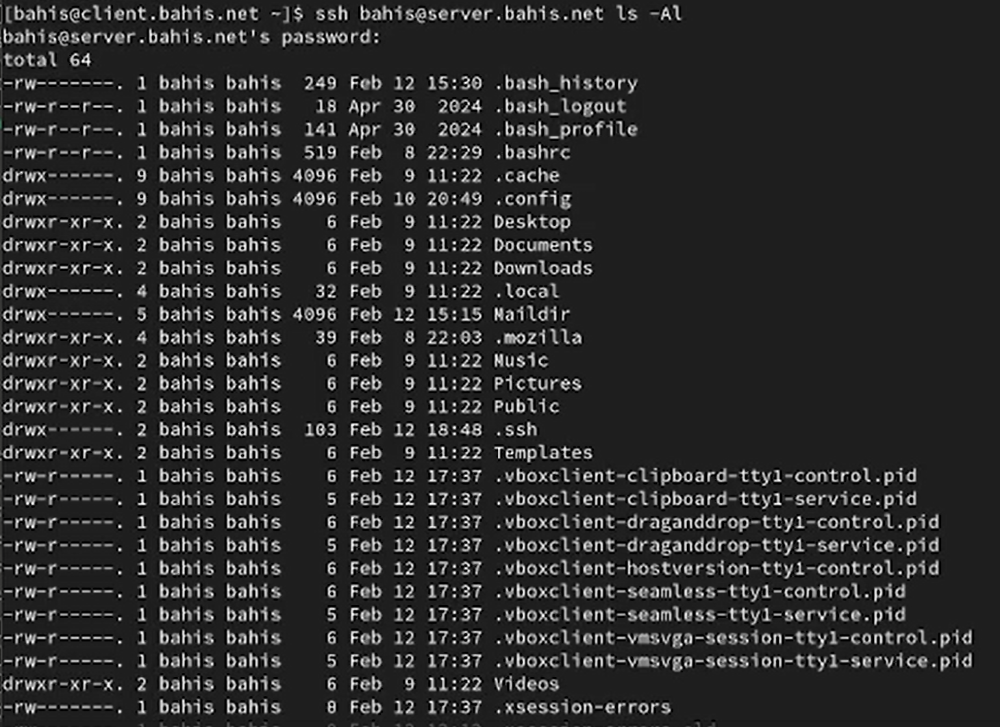 [bahis@client.bahis.net ~]$ ssh bahis@server.bahis.net ls -Al
bahis@server.bahis.net's password:
total 64
-rw-------. 1 bahis bahis  249 Feb 12 15:30 .bash_history
-rw-r--r--. 1 bahis bahis   18 Apr 30  2024 .bash_logout
-rw-r--r--. 1 bahis bahis  141 Apr 30  2024 .bash_profile
-rw-r--r--. 1 bahis bahis  519 Feb  8 22:29 .bashrc
drwx------. 9 bahis bahis 4096 Feb  9 11:22 .cache
drwx------. 9 bahis bahis 4096 Feb 10 20:49 .config
drwxr-xr-x. 2 bahis bahis    6 Feb  9 11:22 Desktop
drwxr-xr-x. 2 bahis bahis    6 Feb  9 11:22 Documents
drwxr-xr-x. 2 bahis bahis    6 Feb  9 11:22 Downloads
drwx------. 4 bahis bahis   32 Feb  9 11:22 .local
drwx------. 5 bahis bahis 4096 Feb 12 15:15 Maildir
drwxr-xr-x. 4 bahis bahis   39 Feb  8 22:03 .mozilla
drwxr-xr-x. 2 bahis bahis    6 Feb  9 11:22 Music
drwxr-xr-x. 2 bahis bahis    6 Feb  9 11:22 Pictures
drwxr-xr-x. 2 bahis bahis    6 Feb  9 11:22 Public
drwx------. 2 bahis bahis  103 Feb 12 18:48 .ssh
drwxr-xr-x. 2 bahis bahis    6 Feb  9 11:22 Templates
-rw-r-----. 1 bahis bahis    6 Feb 12 17:37 .vboxclient-clipboard-tty1-control.pid
-rw-r-----. 1 bahis bahis    5 Feb 12 17:37 .vboxclient-clipboard-tty1-service.pid
-rw-r-----. 1 bahis bahis    6 Feb 12 17:37 .vboxclient-draganddrop-tty1-control.pid
-rw-r-----. 1 bahis bahis    5 Feb 12 17:37 .vboxclient-draganddrop-tty1-service.pid
-rw-r-----. 1 bahis bahis    6 Feb 12 17:37 .vboxclient-hostversion-tty1-control.pid
-rw-r-----. 1 bahis bahis    6 Feb 12 17:37 .vboxclient-seamless-tty1-control.pid
-rw-r-----. 1 bahis bahis    5 Feb 12 17:37 .vboxclient-seamless-tty1-service.pid
-rw-r-----. 1 bahis bahis    6 Feb 12 17:37 .vboxclient-vmsvga-session-tty1-control.pid
-rw-r-----. 1 bahis bahis    5 Feb 12 17:37 .vboxclient-vmsvga-session-tty1-service.pid
drwxr-xr-x. 2 bahis bahis    6 Feb  9 11:22 Videos
-rw-------. 1 bahis bahis    0 Feb 12 17:37 .xsession-errors